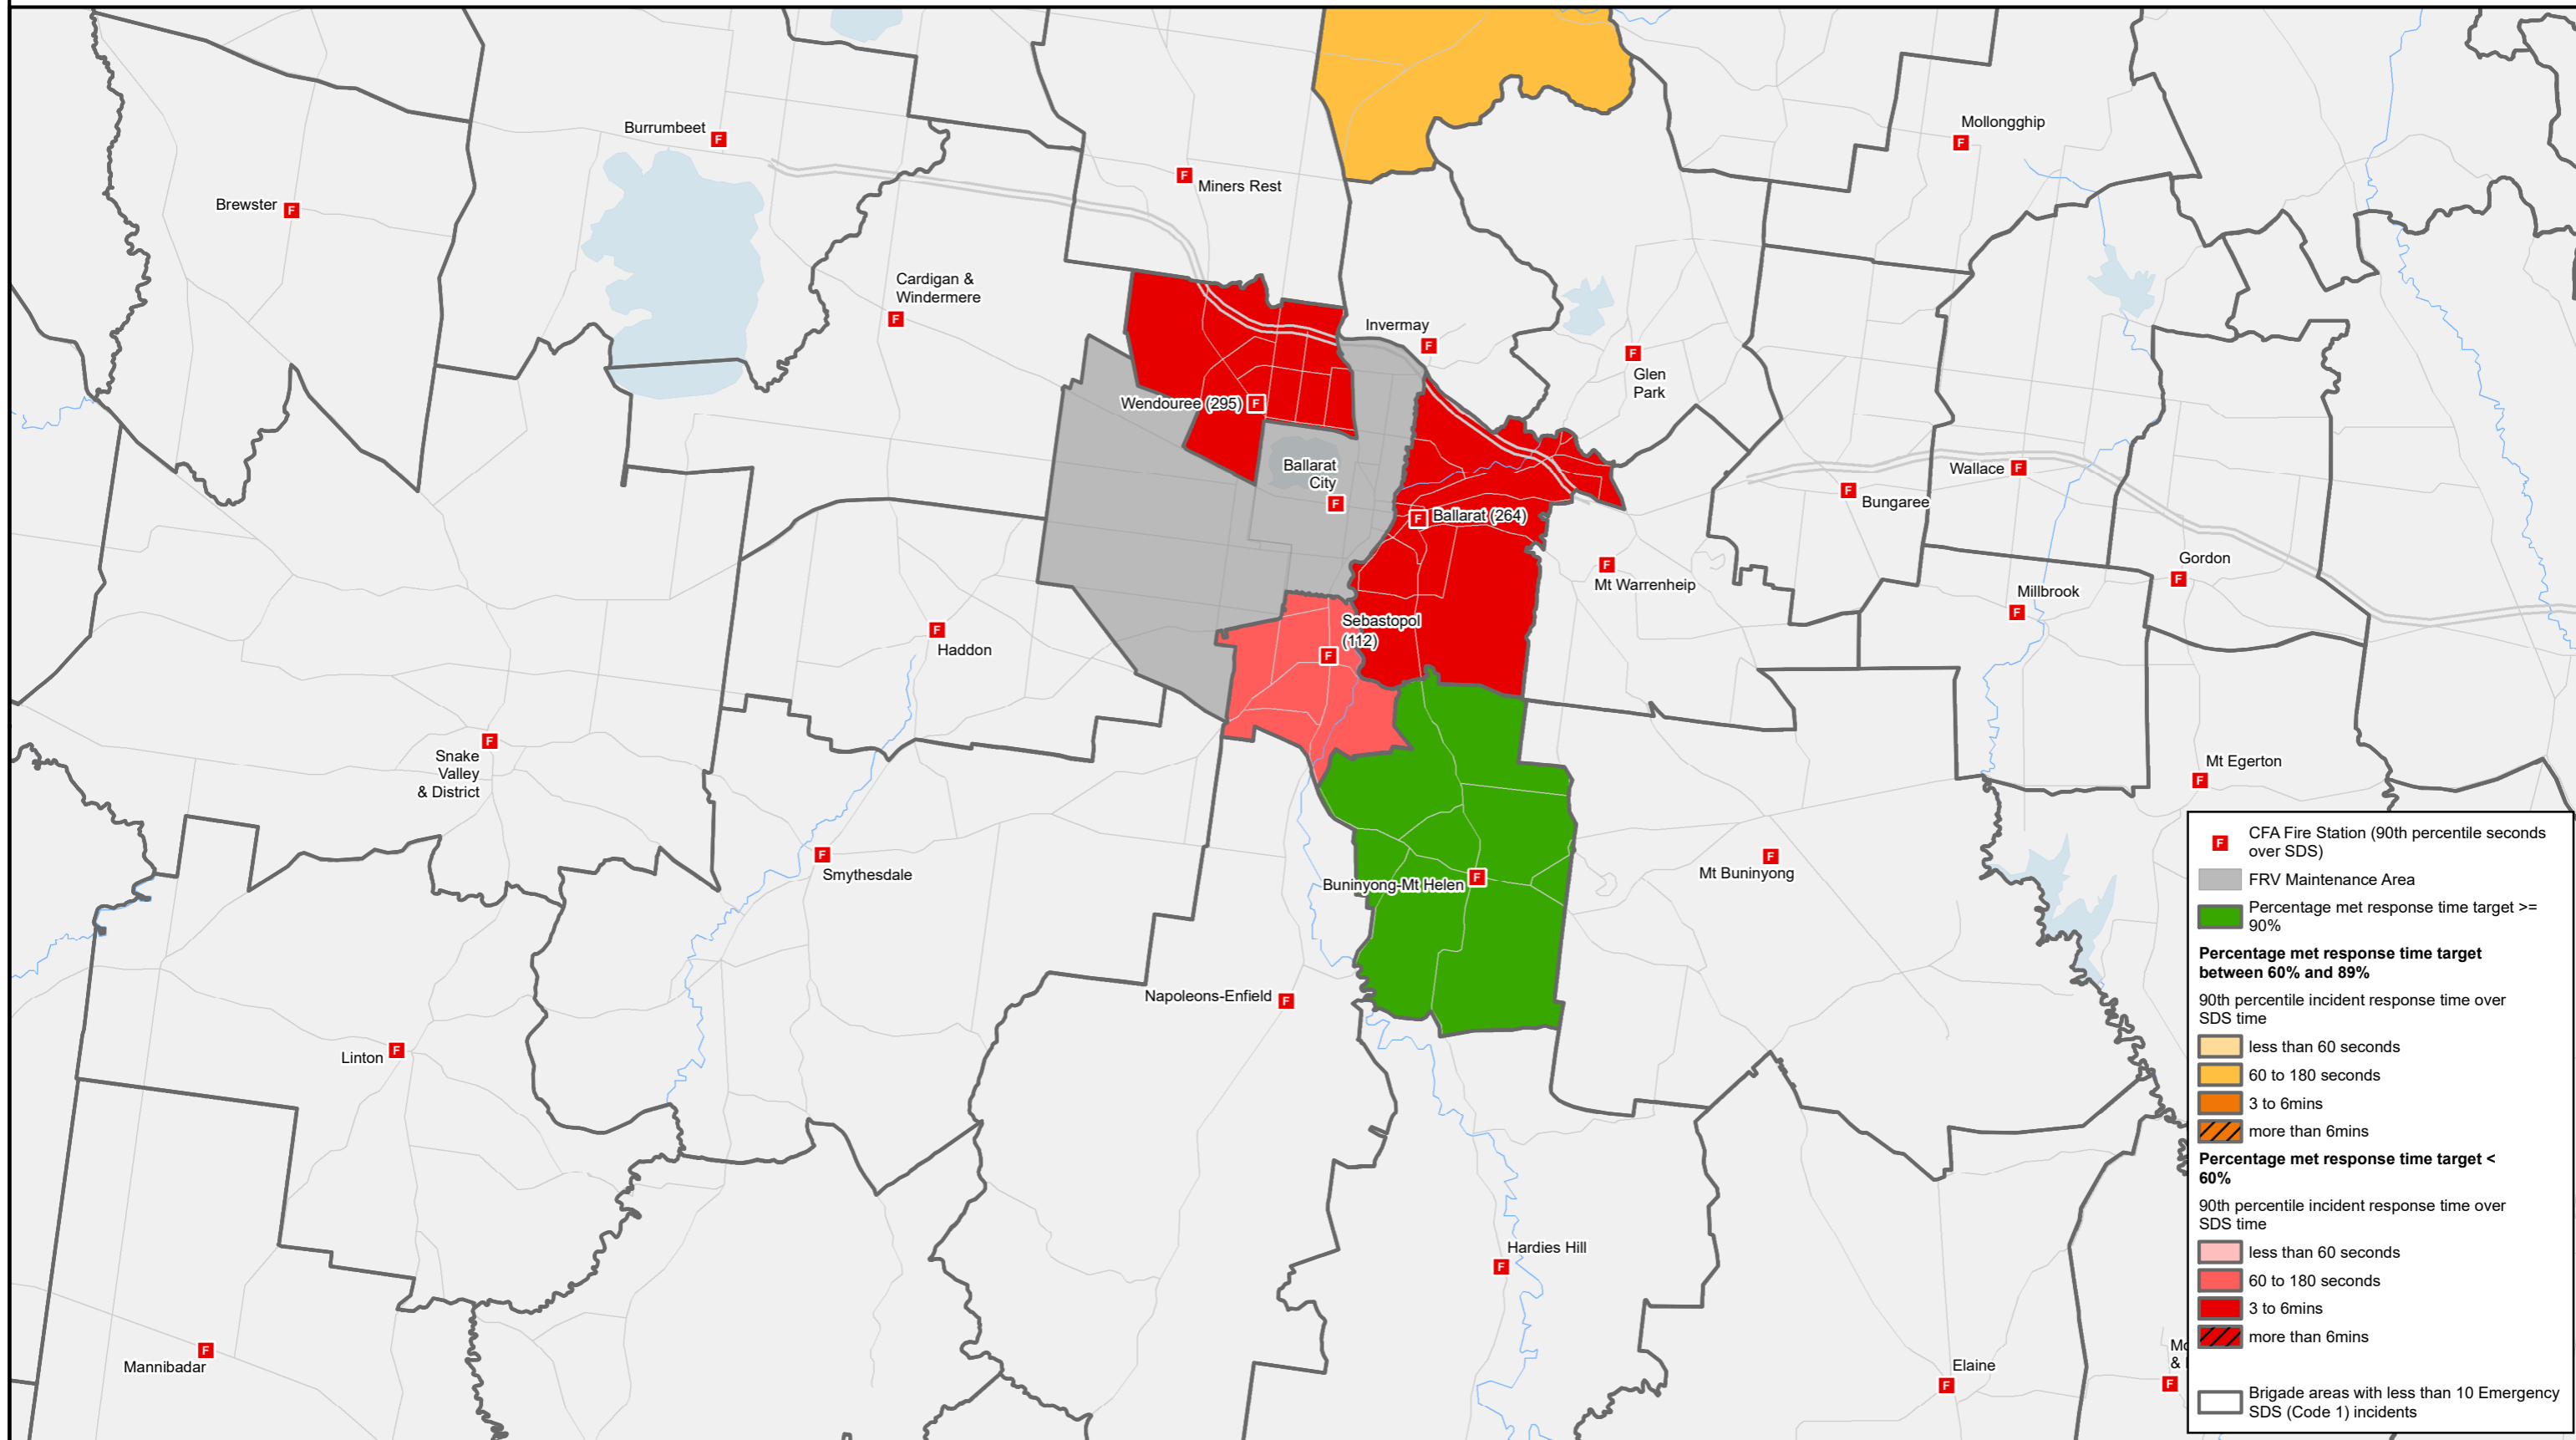 Burrumbeet
Mollongghip
Miners Rest
Brewster
Cardigan &
Windermere
Invermay
Glen
Park
Wendouree (295)
Ballarat
City
Wallace
Bungaree
Ballarat (264)
Gordon
Mt Warrenheip
Millbrook
Sebastopol
(112)
Haddon
Snake
Valley
& District
Mt Egerton
Smythesdale
Mt Buninyong
Buninyong-Mt Helen
Napoleons-Enfield
Linton
Hardies Hill
Mannibadar
Elaine
&
F CFA Fire Station (90th percentile seconds
over SDS)
FRV Maintenance Area
Percentage met response time target >=
90%
Percentage met response time target
between 60% and 89%
90th percentile incident response time over
SDS time
less than 60 seconds
60 to 180 seconds
3 to 6mins
more than 6mins
Percentage met response time target <
60%
90th percentile incident response time over
SDS time
less than 60 seconds
60 to 180 seconds
3 to 6mins
more than 6mins
Brigade areas with less than 10 Emergency
SDS (Code 1) incidents